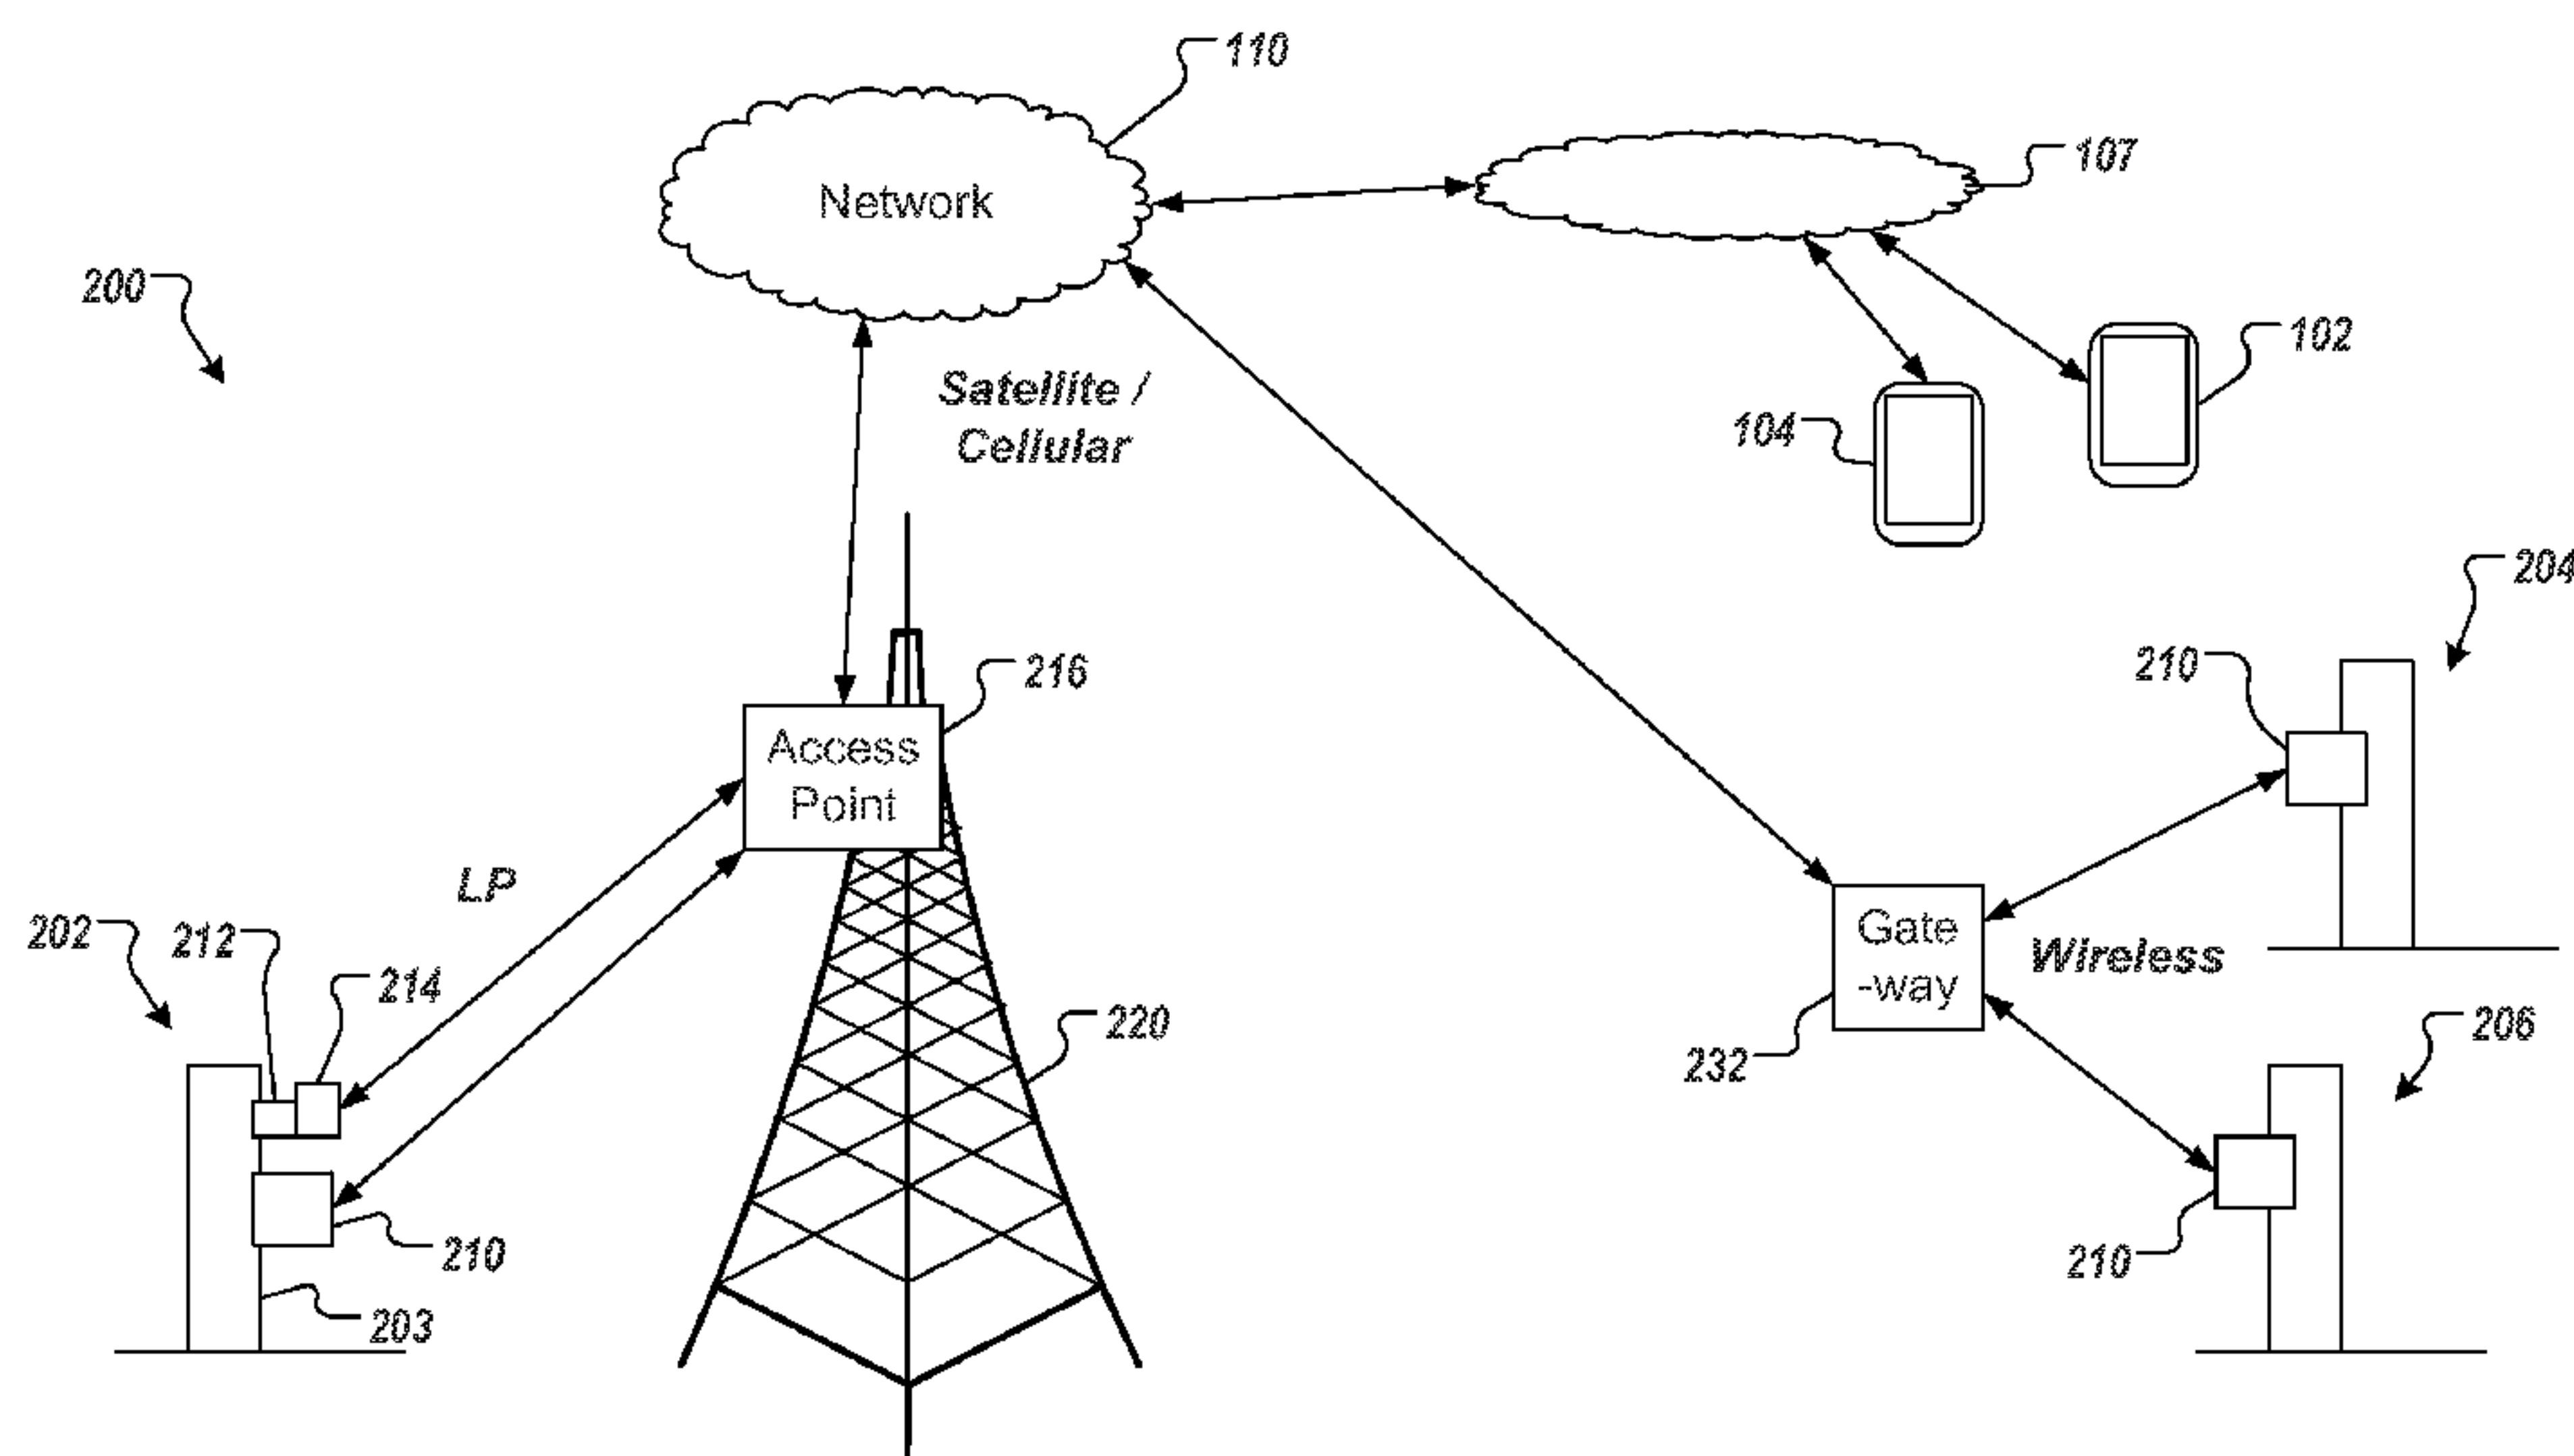 110
Network
107
200
Satellite /
Cellular
102
104
204
216
210
Access
Point
LP
Gate
-way
Wireless
202
212
214
220
206
232
210
210
203